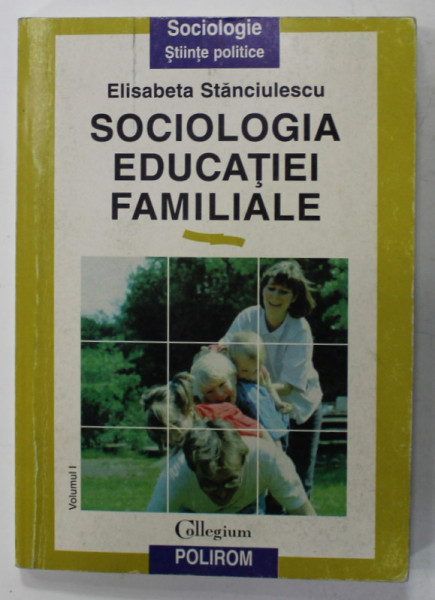 Sociologie
Științe politice
Elisabeta Stănciulescu
SOCIOLOGIA
EDUCAȚIEI
FAMILIALE
Volumul I
Collegium
POLIROM